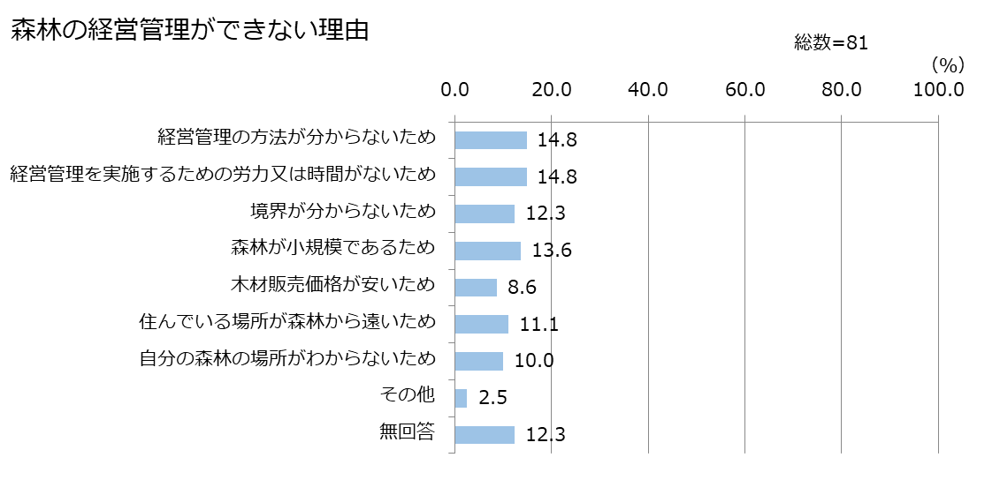 森林の経営管理ができない理由
総数=81
（%）
0.0 20.0 40.0 60.0 80.0 100.0
経営管理の方法が分からないため 14.8
経営管理を実施するための労力又は時間がないため 14.8
境界が分からないため 12.3
森林が小規模であるため 13.6
木材販売価格が安いため 8.6
住んでいる場所が森林から遠いため 11.1
自分の森林の場所がわからないため 10.0
その他 2.5
無回答 12.3